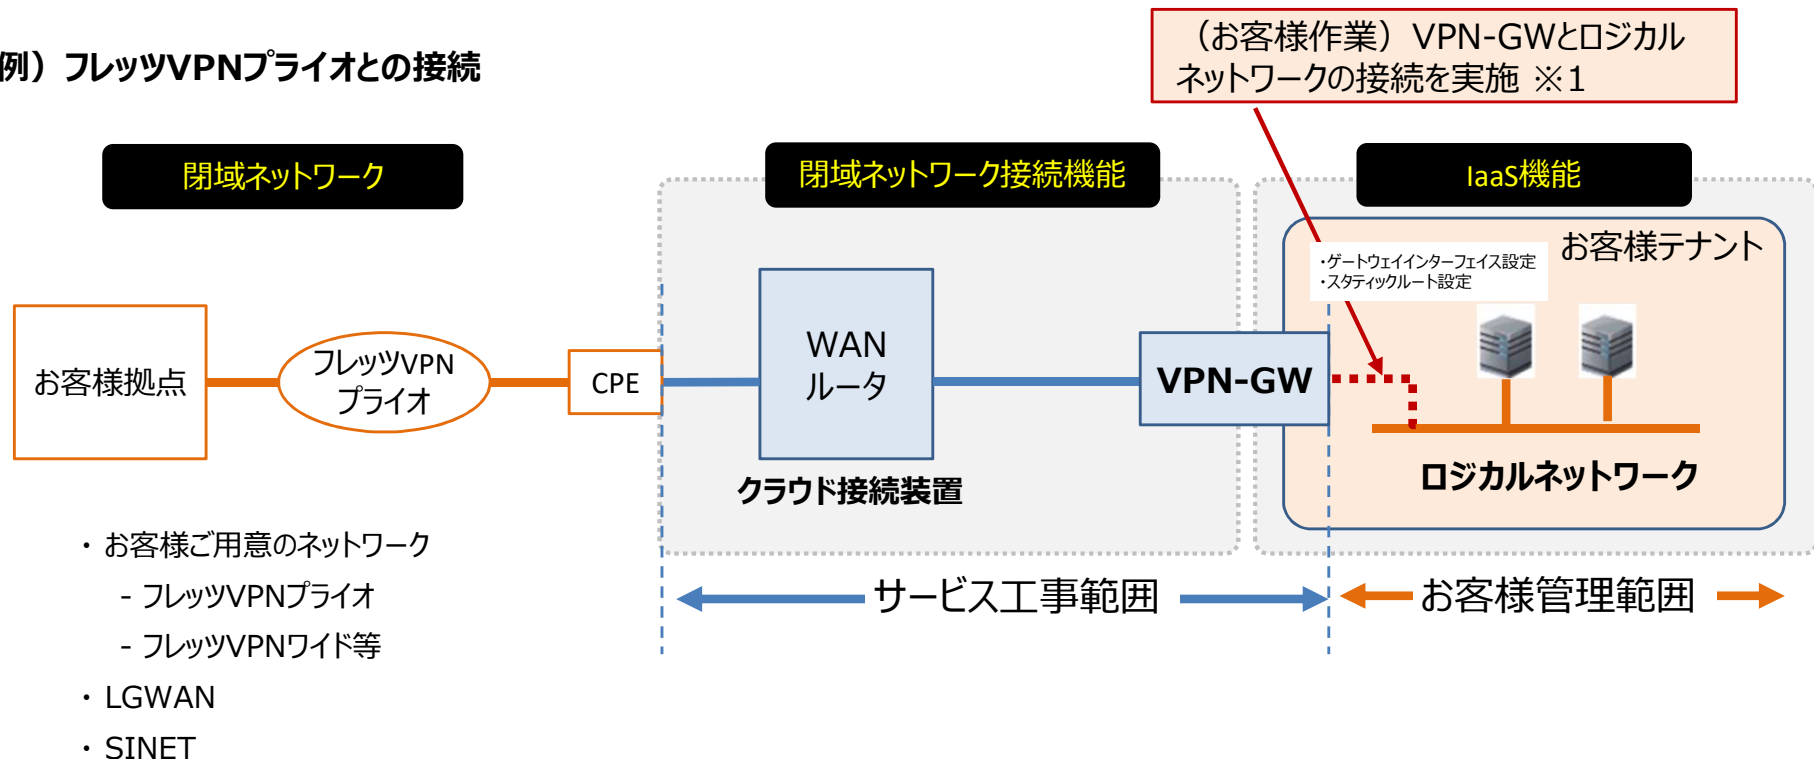 例）フレッツVPNプライオとの接続
（お客様作業）VPN-GWとロジカル
ネットワークの接続を実施 ※1
閉域ネットワーク
閉域ネットワーク接続機能
IaaS機能
お客様テナント
・ゲートウェイインターフェイス設定
・スタティックルート設定
お客様拠点
フレッツVPN
プライオ
CPE
WAN
ルータ
VPN-GW
クラウド接続装置
ロジカルネットワーク
サービス工事範囲
お客様管理範囲
・お客様ご用意のネットワーク
- フレッツVPNプライオ
- フレッツVPNワイド等
・LGWAN
・SINET